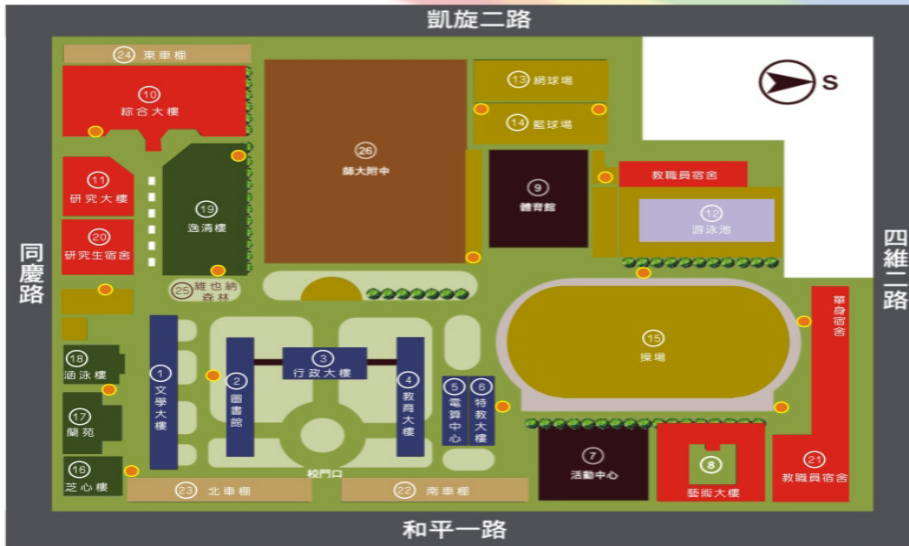 凱旋二路
24 東車棚
10
綜合大樓
13 網球場
S
14 籃球場
26
師大附中
9
體育館
教職員宿舍
12
游泳池
11
研究大樓
19
逸清樓
20
研究生宿舍
同慶路
四維二路
25 維也納
森林
單身宿舍
15
操場
18
涵泳樓
1
文學大樓
2
圖書館
3
行政大樓
4
教育大樓
5
電算中心
6
特教大樓
17
蘭苑
16
芝心樓
7
活動中心
8
藝術大樓
21
教職員宿舍
校門口
23 北車棚
22 南車棚
和平一路